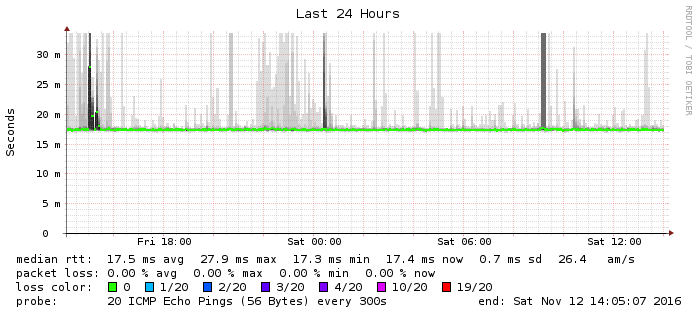 Last 24 Hours
RRDTOOL / TOBI OETIKER
Seconds
30 m
25 m
20 m
15 m
10 m
5 m
0
Fri 18:00 Sat 00:00 Sat 06:00 Sat 12:00
median rtt: 17.5 ms avg 27.9 ms max 17.3 ms min 17.4 ms now 0.7 ms sd 26.4 am/s
packet loss: 0.00 % avg 0.00 % max 0.00 % min 0.00 % now
loss color: 0 1/20 2/20 3/20 4/20 10/20 19/20
probe: 20 ICMP Echo Pings (56 Bytes) every 300s end: Sat Nov 12 14:05:07 2016